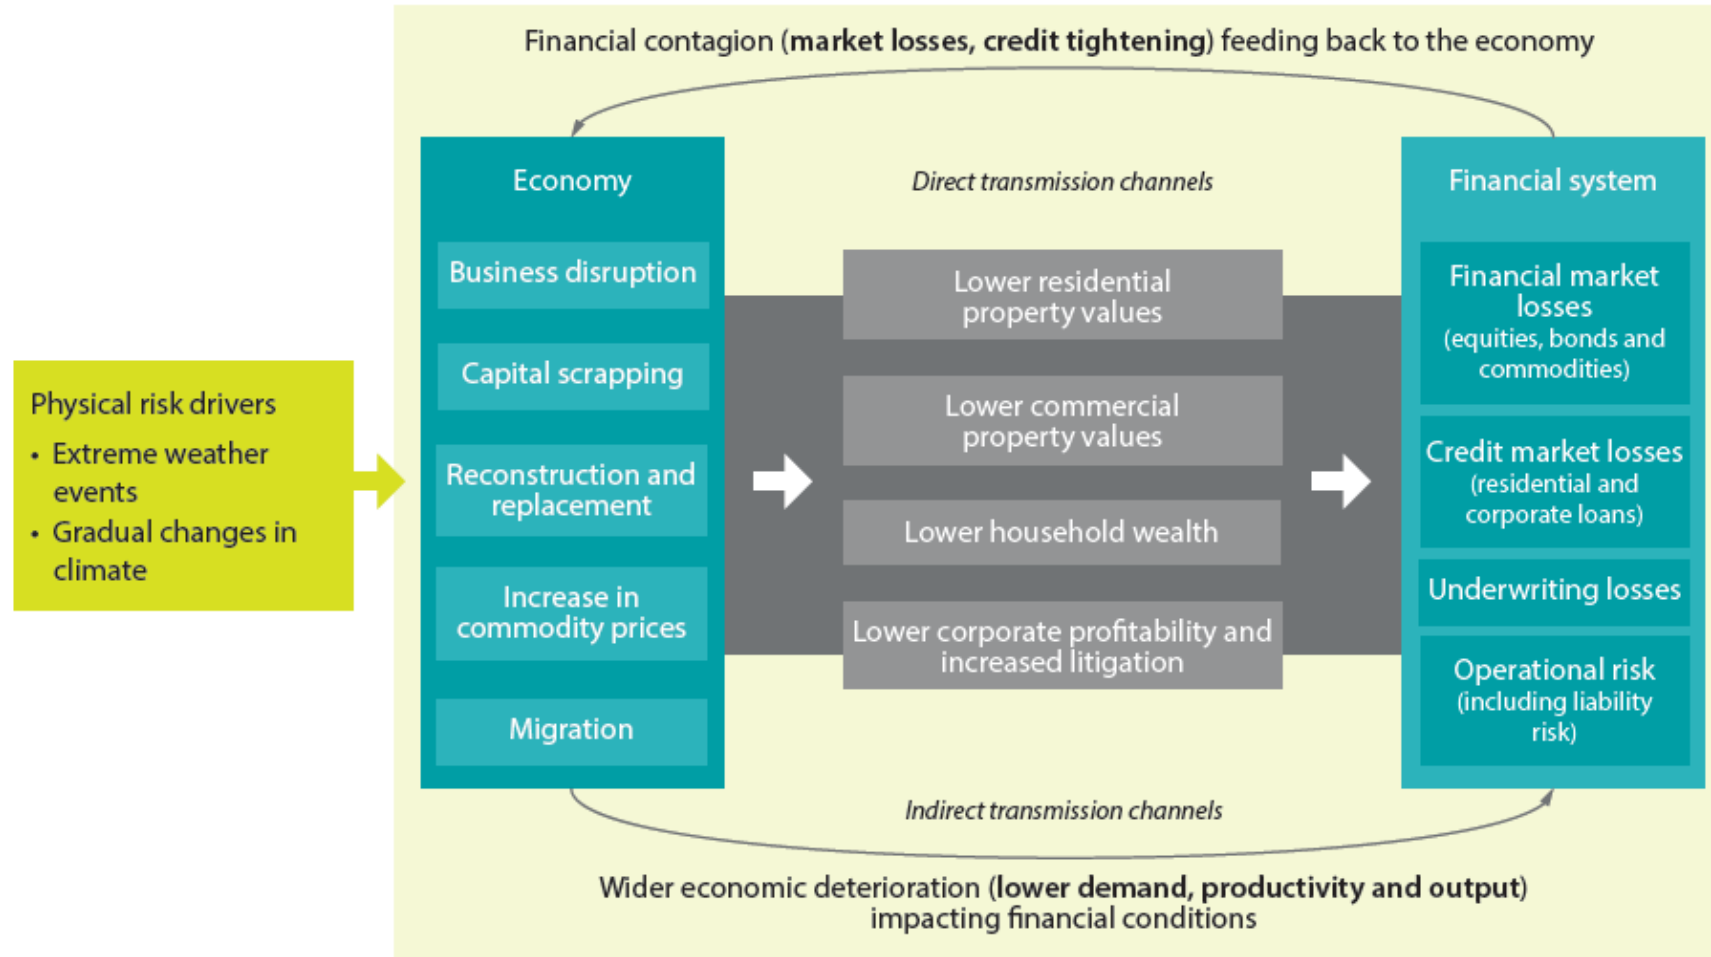 Financial contagion (market losses, credit tightening) feeding back to the economy
Physical risk drivers
• Extreme weather
events
• Gradual changes in
climate
Economy
Business disruption
Capital scrapping
Reconstruction and
replacement
Increase in
commodity prices
Migration
Direct transmission channels
Lower residential
property values
Lower commercial
property values
Lower household wealth
Lower corporate profitability and
increased litigation
Indirect transmission channels
Financial system
Financial market
losses
(equities, bonds and
commodities)
Credit market losses
(residential and
corporate loans)
Underwriting losses
Operational risk
(including liability
risk)
Wider economic deterioration (lower demand, productivity and output)
impacting financial conditions